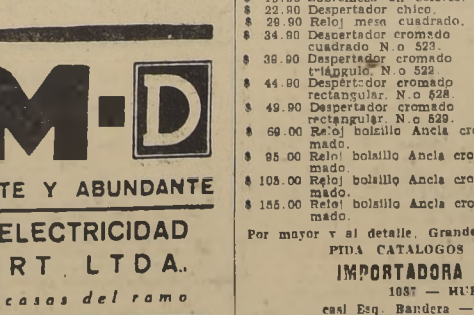 M-D
TE Y ABUNDANTE
ELECTRICIDAD
RT LTDA.
casas del ramo
$ 22.90 Despertador chico.
$ 29.90 Reloj mesa cuadrado.
$ 34.90 Despertador cromado
cuadrado N.o 523.
$ 39.90 Despertador cromado
triángulo. N.o 522.
$ 44.90 Despertador cromado
rectangular. N.o 528.
$ 49.90 Despertador cromado
rectangular. N.o 529.
$ 69.00 Reloj bolsillo Ancla cro
mado.
$ 95.00 Reloj bolsillo Ancla cro
mado.
$ 105.00 Reloj bolsillo Ancla cro
mado.
$ 155.00 Reloj bolsillo Ancla cro
mado.
Por mayor y al detalle. Grande
PIDA CATALOGOS
IMPORTADORA
1087 — HU
casi Esq. Bandera —